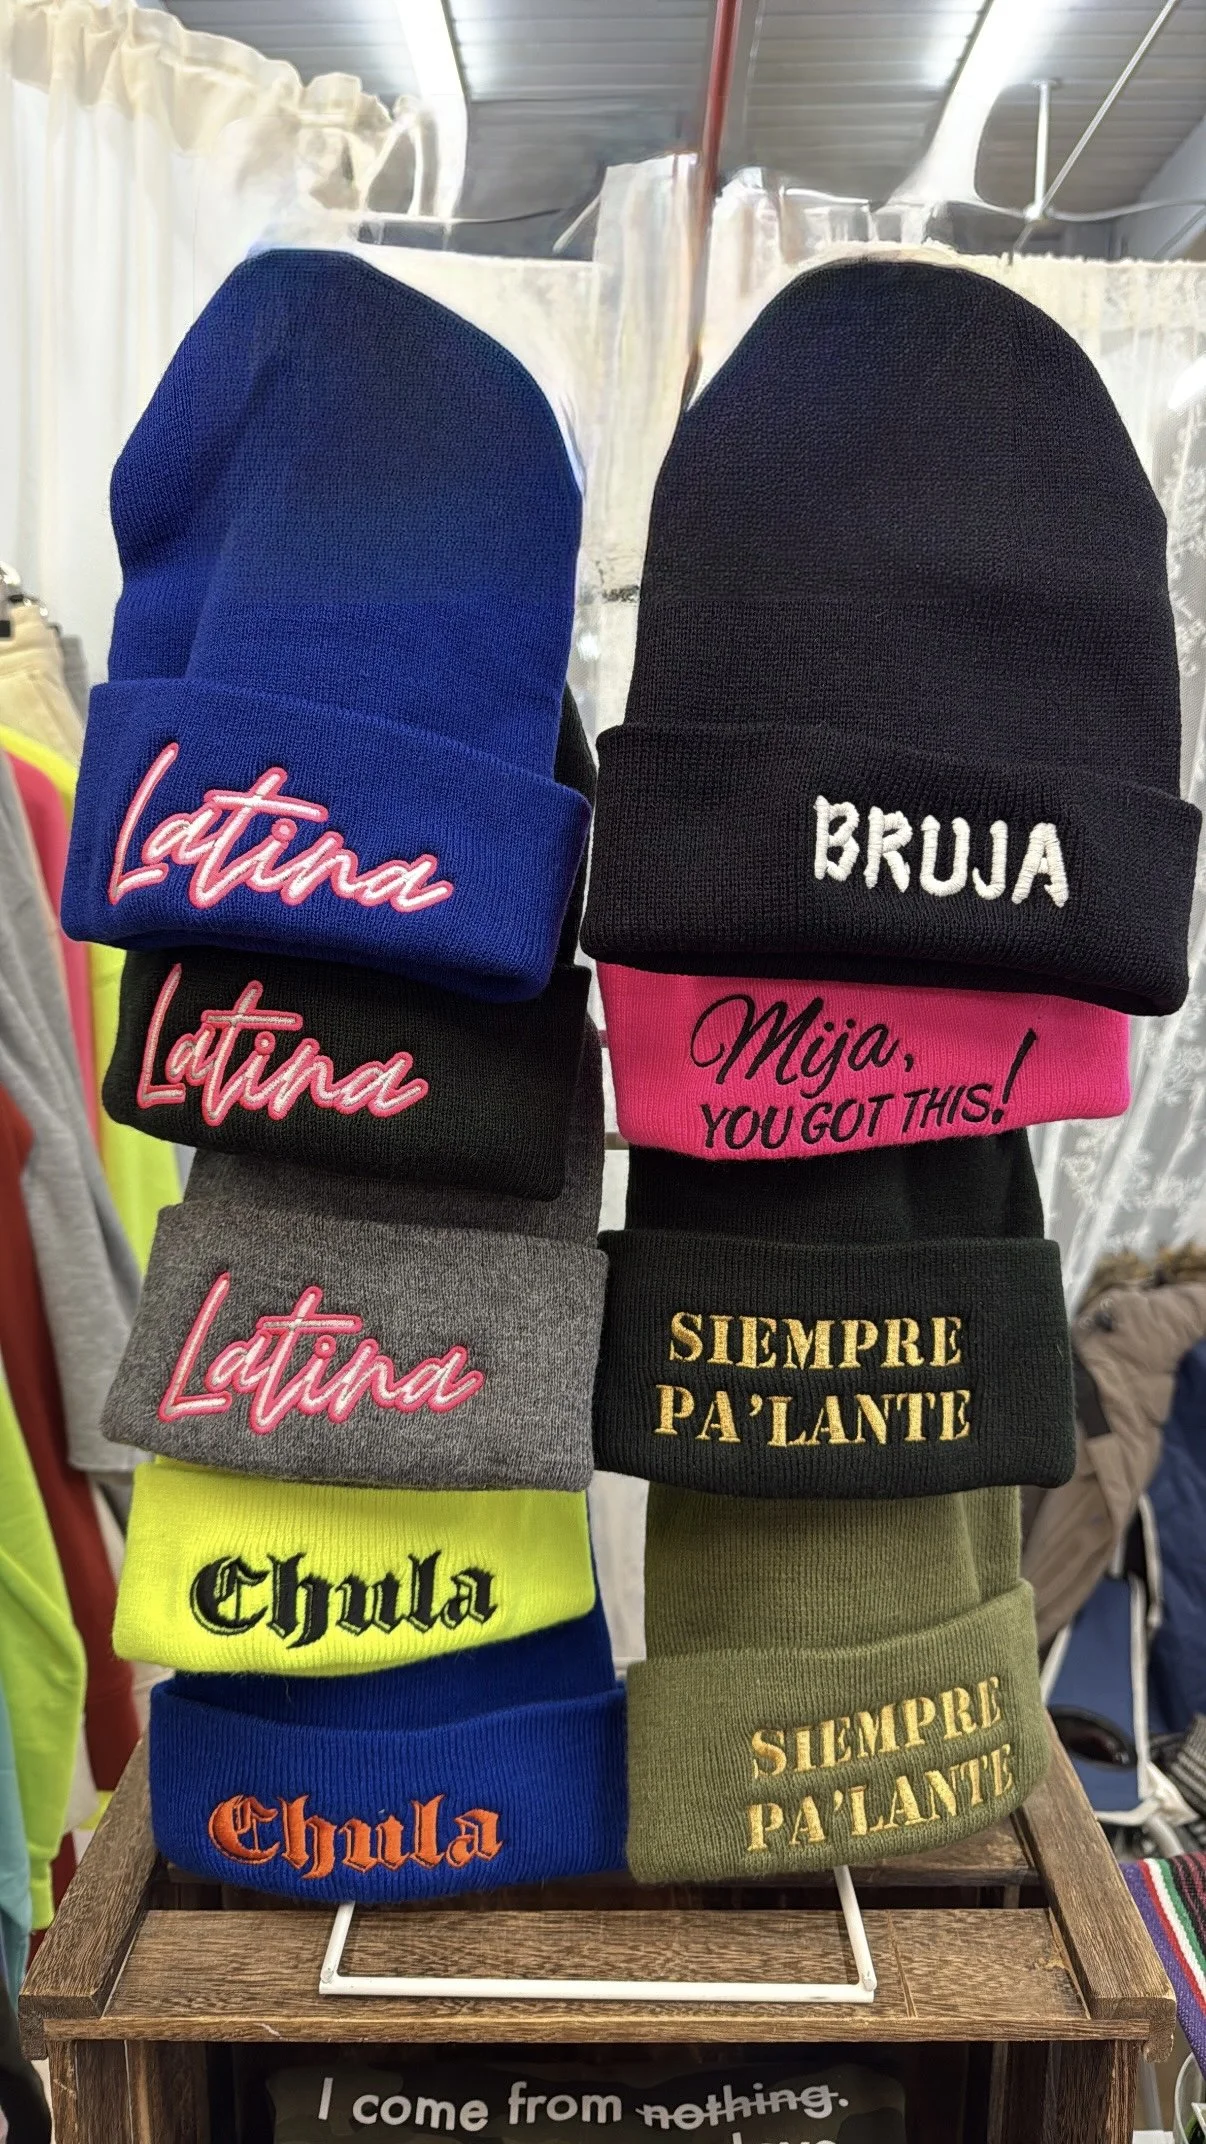 Latina
Latina
Latina
Chula
Chula
BRUJA
Mija,
YOU GOT THIS!
SIEMPRE
PA'LANTE
SIEMPRE
PA'LANTE
I come from nothing.